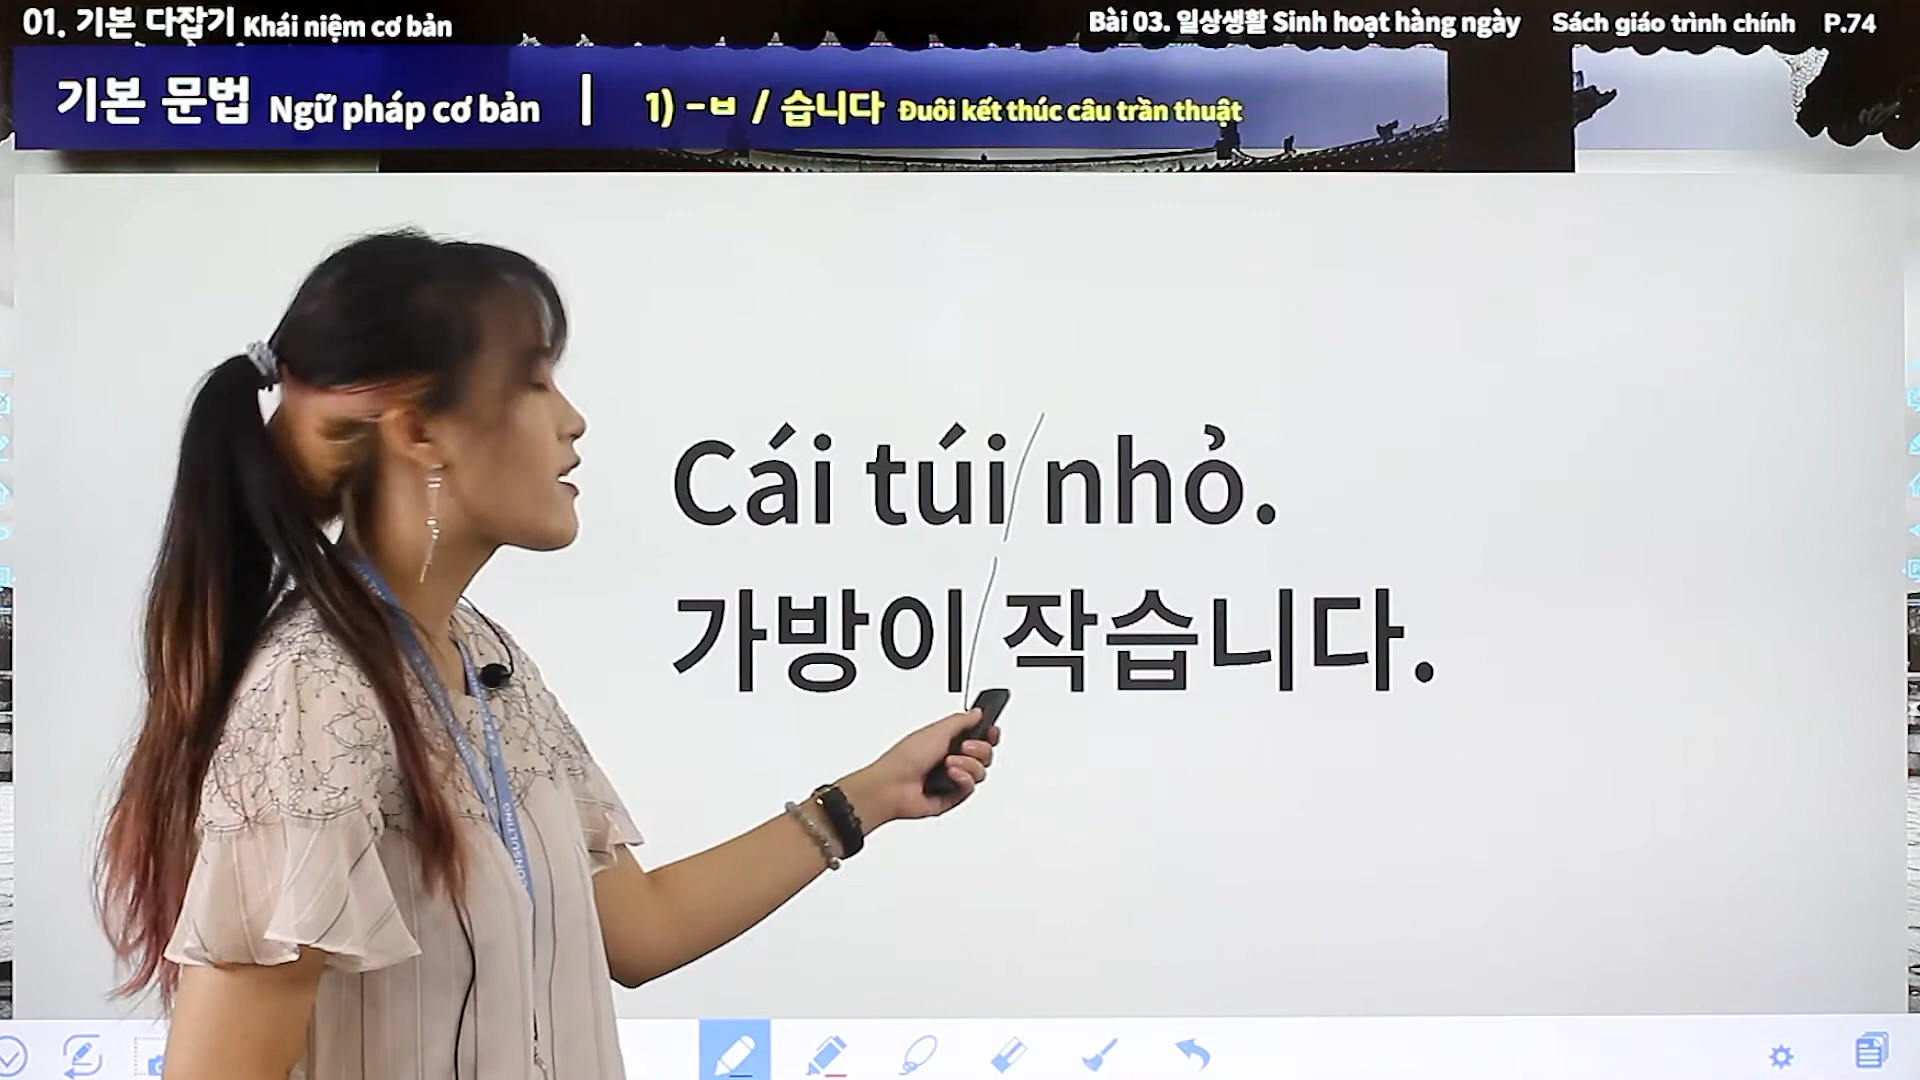 01. 기본 다잡기 Khái niệm cơ bản
Bài 03. 일상생활 Sinh hoạt hàng ngày Sách giáo trình chính P.74
기본 문법 Ngữ pháp cơ bản | 1) -ㅂ / 습니다 Đuôi kết thúc câu trần thuật
Cái túi nhỏ.
가방이 작습니다.
CONSULTING